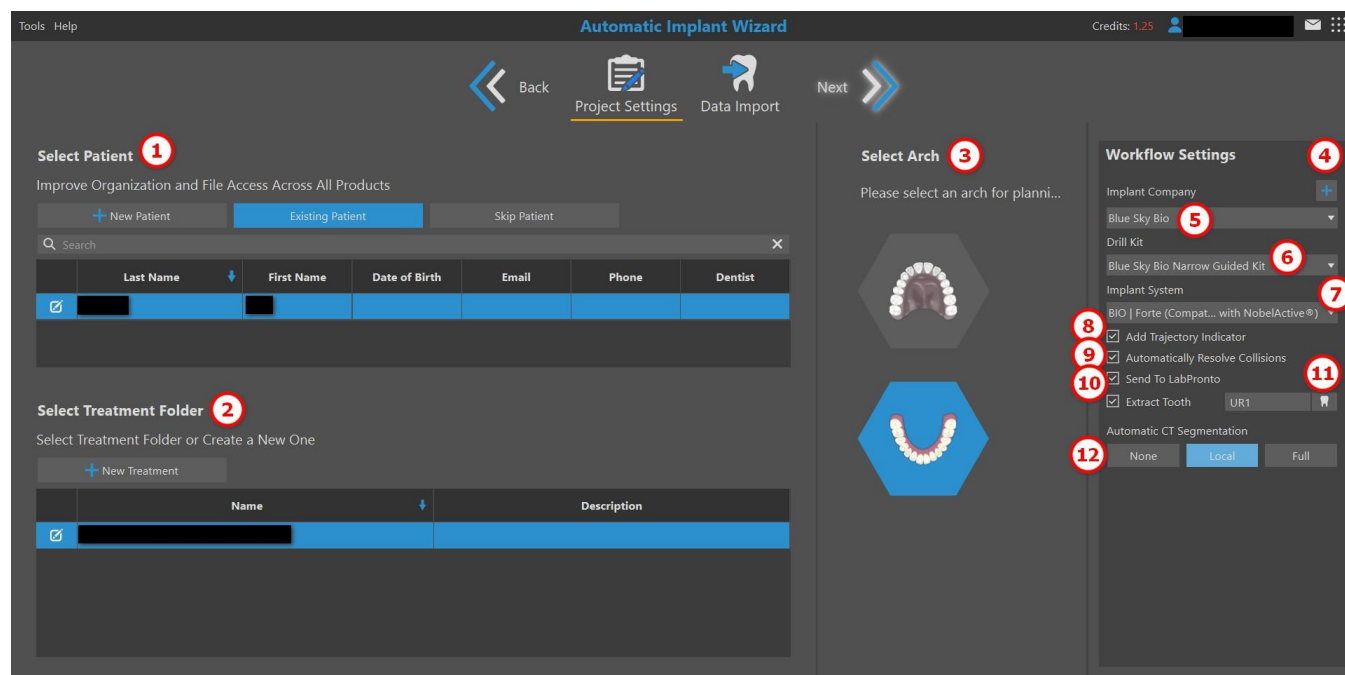 Tools Help
Automatic Implant Wizard
Credits: 1.25
Back
Project Settings
Data Import
Next
Select Patient 1
Improve Organization and File Access Across All Products
+ New Patient
Existing Patient
Skip Patient
Search
Last Name
First Name
Date of Birth
Email
Phone
Dentist
Select Treatment Folder 2
Select Treatment Folder or Create a New One
+ New Treatment
Name
Description
Select Arch 3
Please select an arch for planni...
Workflow Settings 4
Implant Company +
Blue Sky Bio 5
Drill Kit
Blue Sky Bio Narrow Guided Kit 6
Implant System 7
BIO | Forte (Compat... with NobelActive®)
8 Add Trajectory Indicator
9 Automatically Resolve Collisions
10 Send To LabPronto
11
Extract Tooth UR1
Automatic CT Segmentation
12 None Local Full